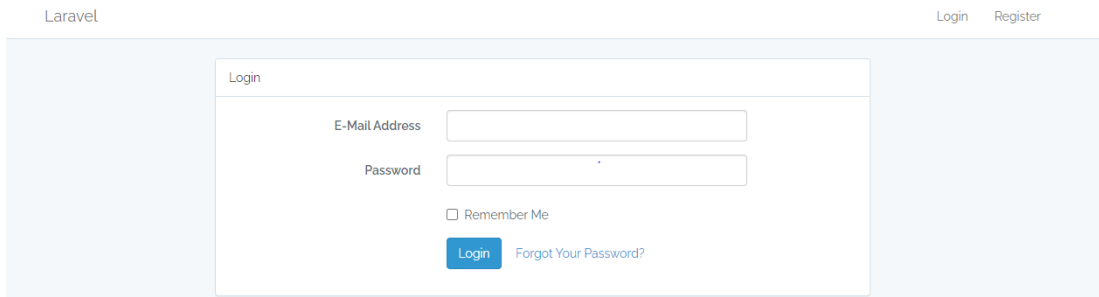 Laravel Login Register
Login
E-Mail Address
Password
Remember Me
Login Forgot Your Password?